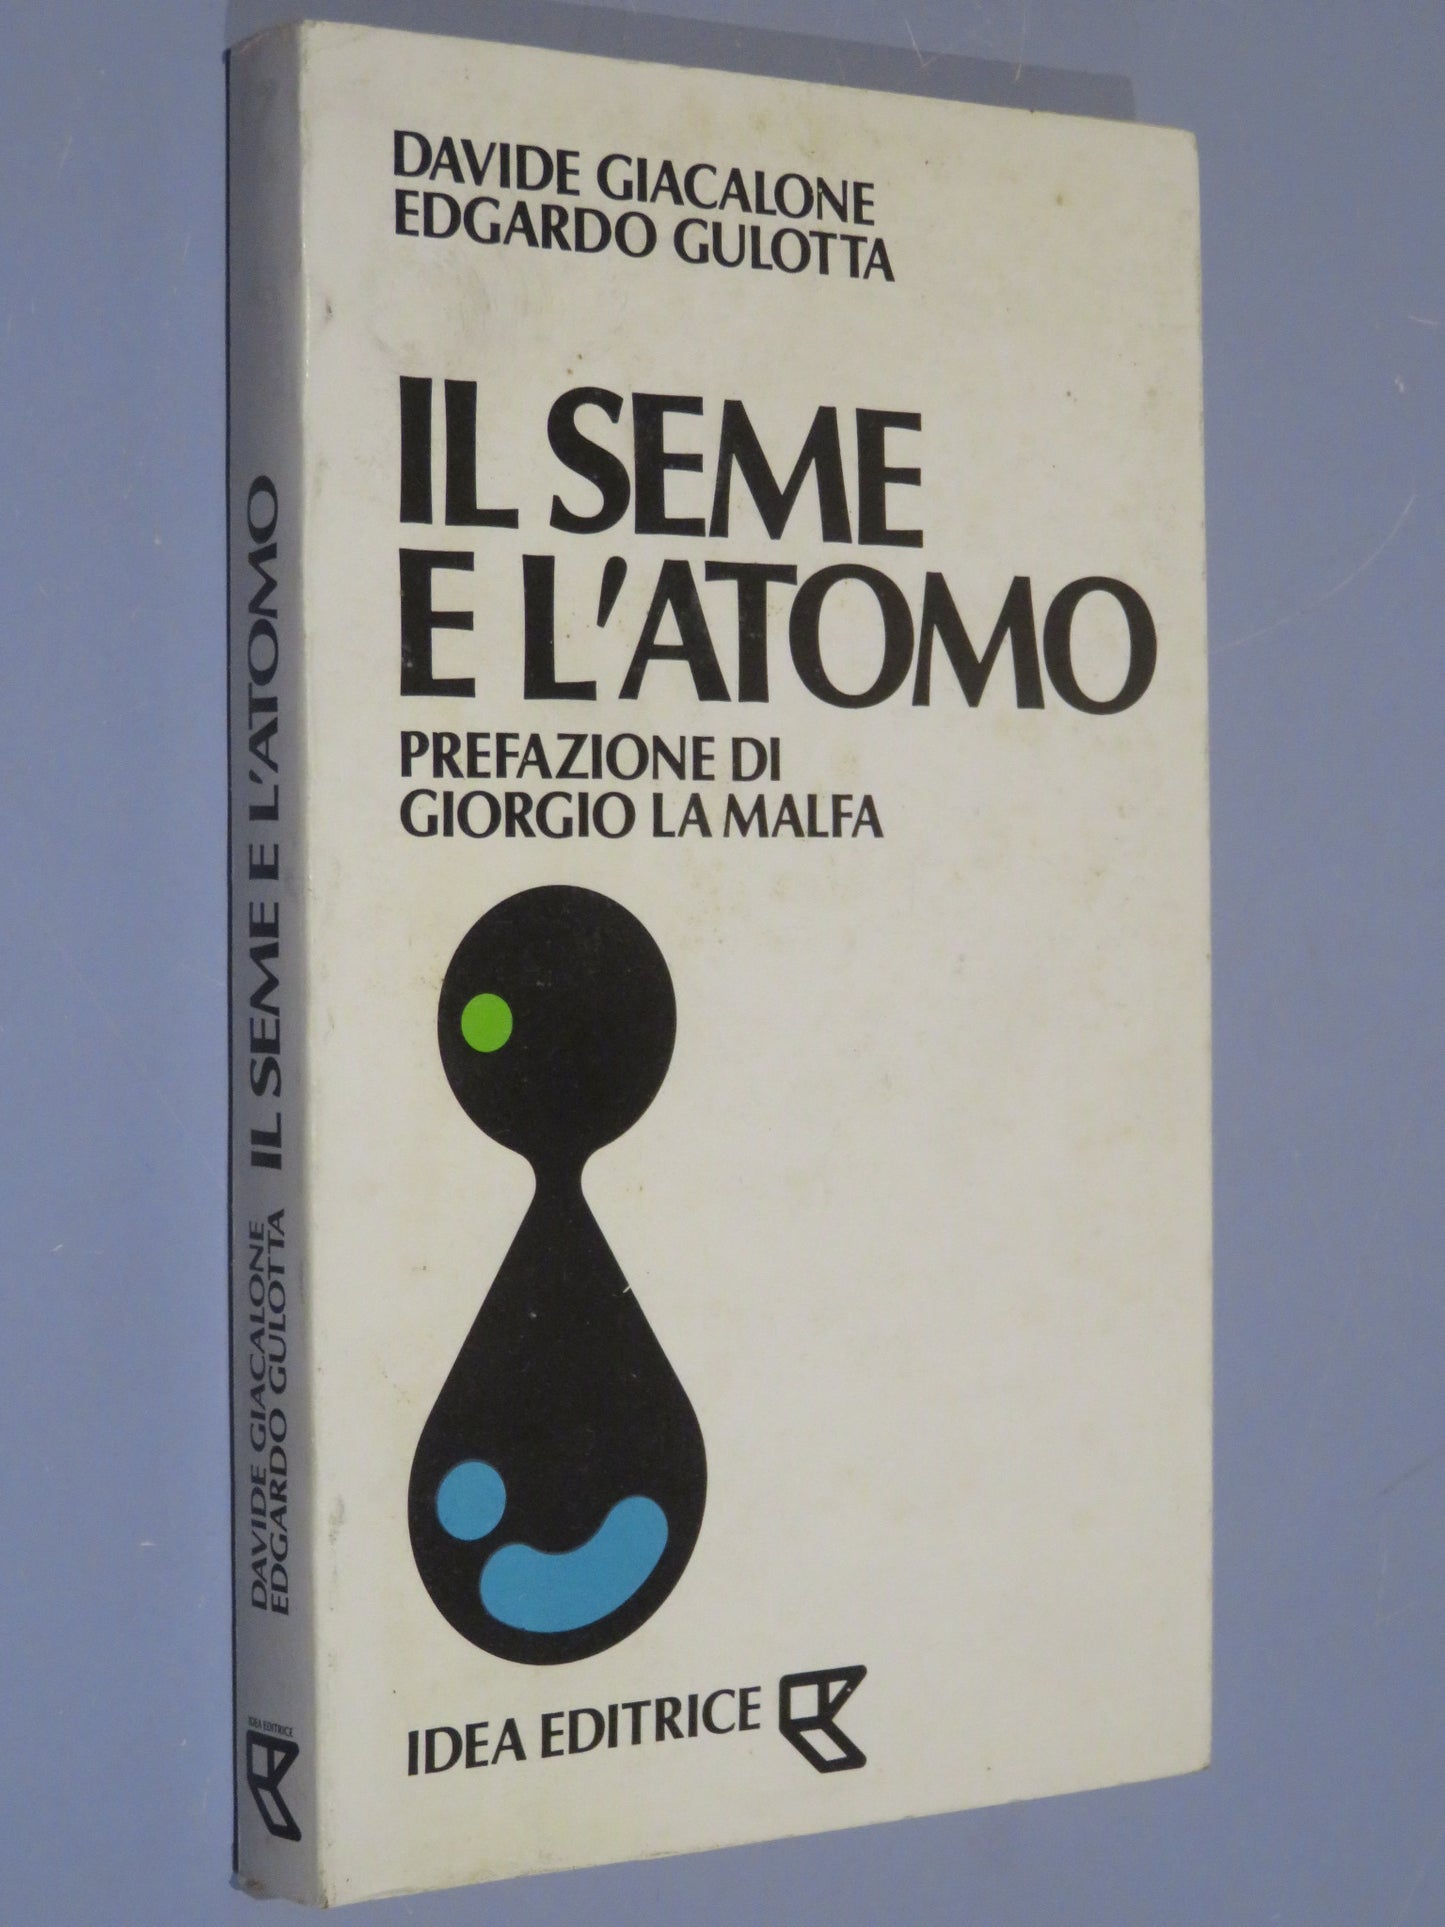 DAVIDE GIACALONE
EDGARDO GULOTTA
IL SEME
E L'ATOMO
PREFAZIONE DI
GIORGIO LA MALFA
IDEA EDITRICE
DAVIDE GIACALONE
EDGARDO GULOTTA
IL SEME E L'ATOMO
IDEA EDITRICE